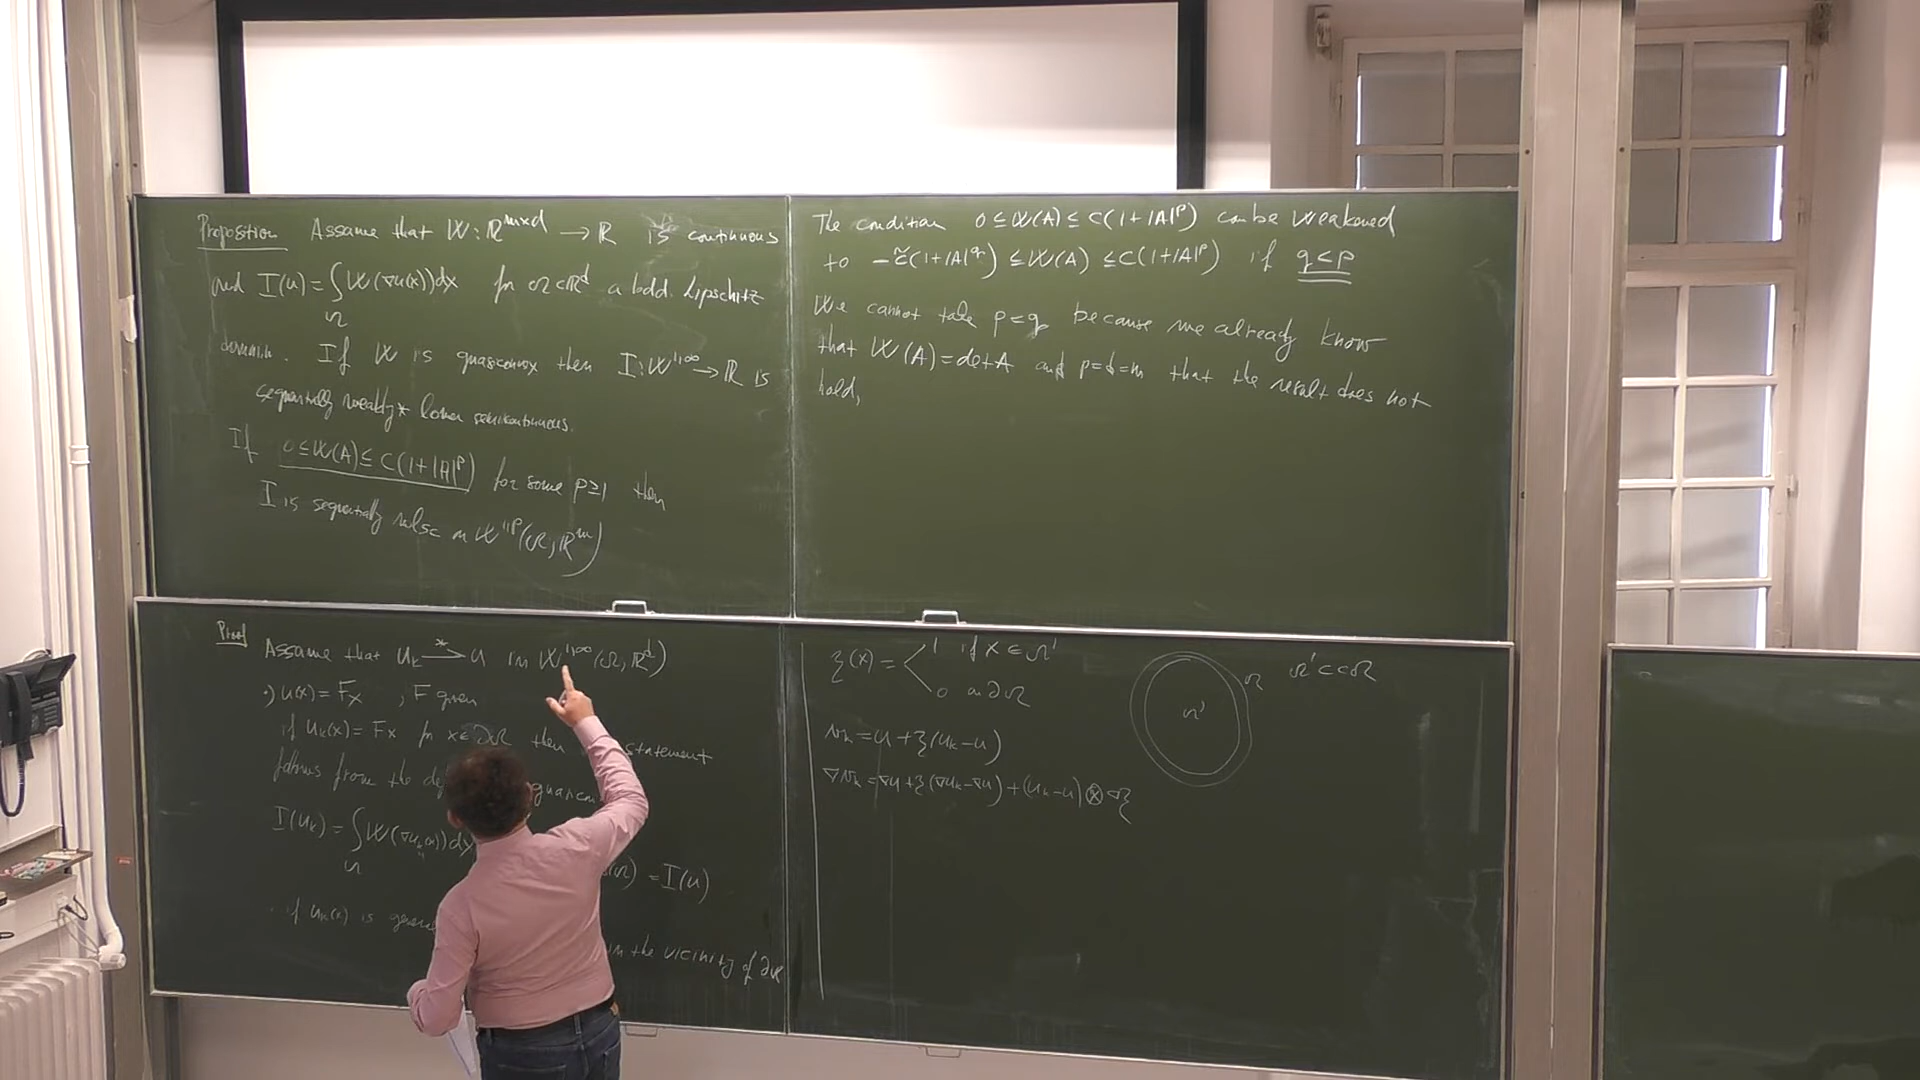 Proposition Assume that W: ℝ^{m×d} → ℝ is continuous
and I(u) = ∫_Ω W(∇u(x))dx for Ω⊂ℝ^d a bdd. Lipschitz
domain. If W is quasiconvex then I: W^{1,∞} → ℝ is
sequentially weakly* lower semicontinuous.
If 0 ≤ W(A) ≤ C(1+|A|^p) for some p≥1 then
I is sequentially wlsc on W^{1,p}(Ω; ℝ^m)
The condition 0 ≤ W(A) ≤ C(1+|A|^p) can be weakened
to -C̃(1+|A|^q) ≤ W(A) ≤ C(1+|A|^p) if q<p
We cannot take p=q because we already know
that W(A)=det A and p=d=m that the result does not
hold,
Proof Assume that u_k ⇀* u in W^{1,∞}(Ω; ℝ^d)
•) u(x) = Fx , F given
if u_k(x) = Fx for x∈∂Ω then statement
follows from the
I(u_k) = ∫_Ω W(∇u_k(x))dx (Ω) = I(u)
• if u_k(x) is in the vicinity of ∂Ω
ξ(x) = < 1 if x∈Ω'
0 on ∂Ω
Ω
Ω'
Ω'⊂⊂Ω
v_k = u + ξ(u_k-u)
∇v_k = ∇u + ξ(∇u_k-∇u) + (u_k-u)⊗∇ξ